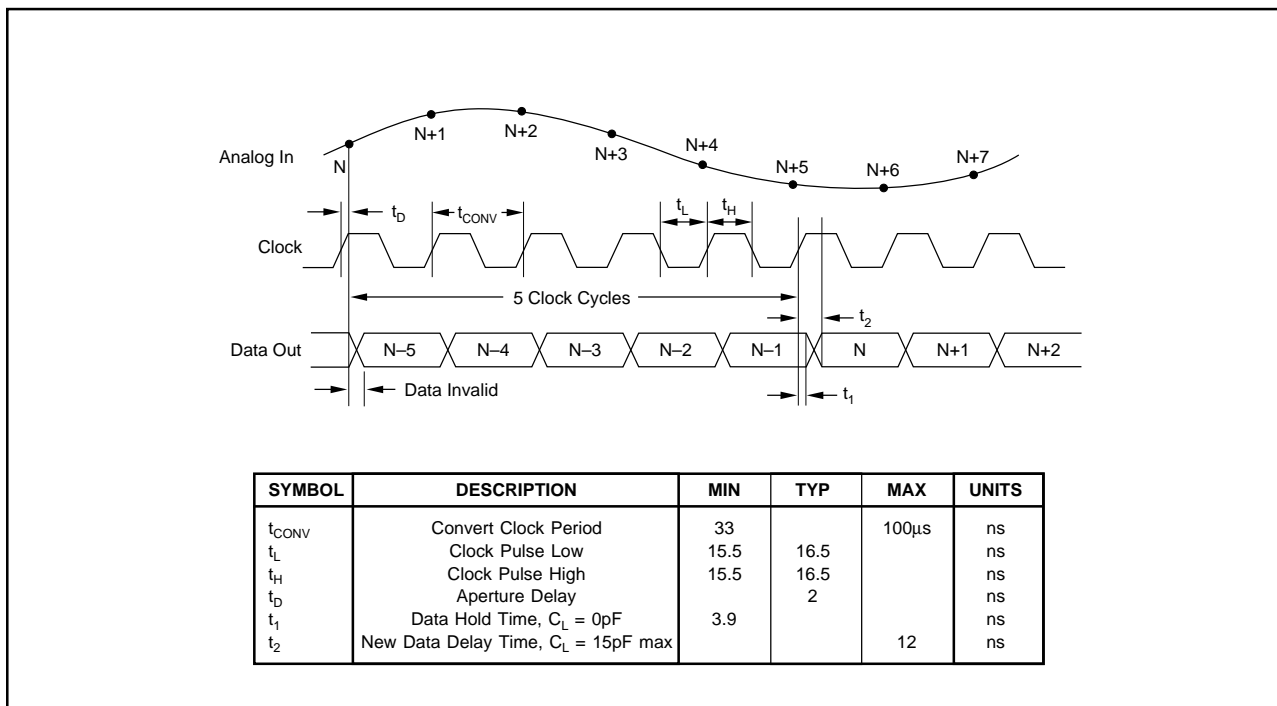 N+1 N+2
N+4 N+7
Analog In N N+3 N+5 N+6
t_D t_CONV t_L t_H
Clock
5 Clock Cycles
t_2
Data Out N–5 N–4 N–3 N–2 N–1 N N+1 N+2
Data Invalid t_1
SYMBOL DESCRIPTION MIN TYP MAX UNITS
t_CONV Convert Clock Period 33 100µs ns
t_L Clock Pulse Low 15.5 16.5 ns
t_H Clock Pulse High 15.5 16.5 ns
t_D Aperture Delay 2 ns
t_1 Data Hold Time, C_L = 0pF 3.9 ns
t_2 New Data Delay Time, C_L = 15pF max 12 ns